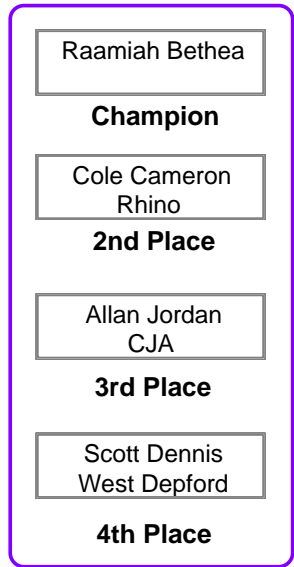 Raamiah Bethea
Champion
Cole Cameron
Rhino
2nd Place
Allan Jordan
CJA
3rd Place
Scott Dennis
West Depford
4th Place